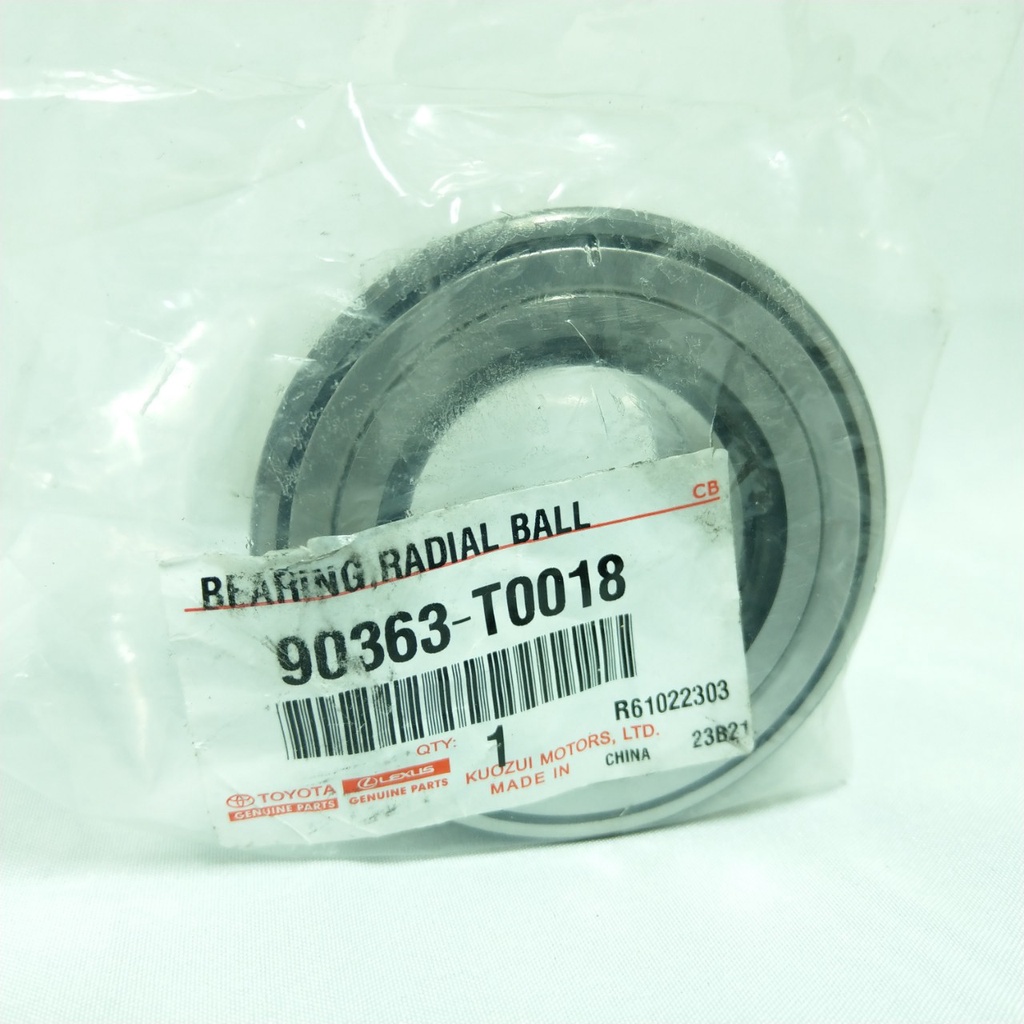 CB
BEARING,RADIAL BALL
90363-T0018
R61022303
QTY: 1
KUOZUI MOTORS, LTD.
23B21
MADE IN CHINA
TOYOTA
GENUINE PARTS
LEXUS
GENUINE PARTS